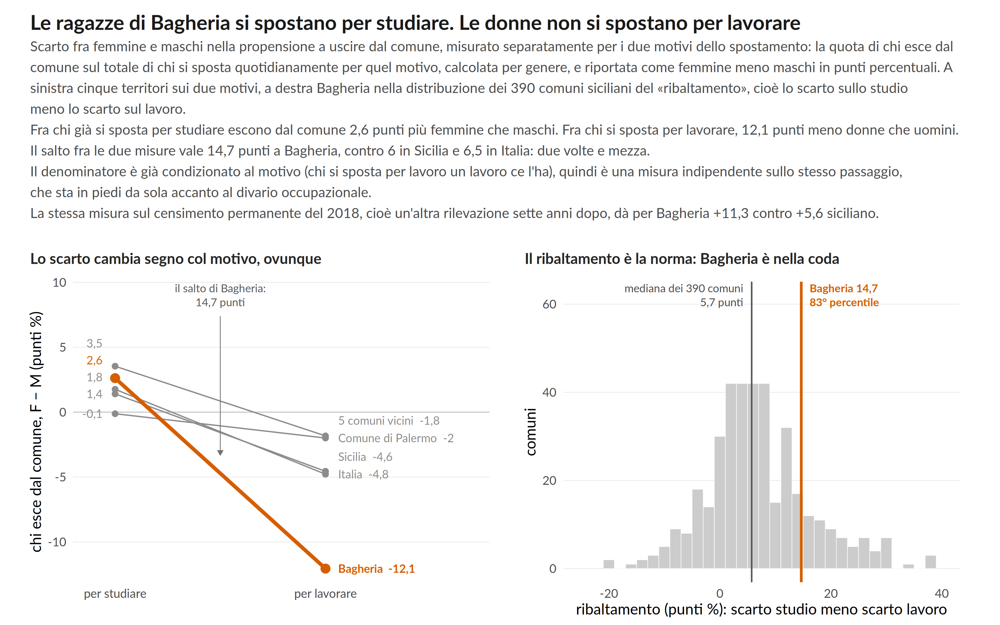 Le ragazze di Bagheria si spostano per studiare. Le donne non si spostano per lavorare
Scarto fra femmine e maschi nella propensione a uscire dal comune, misurato separatamente per i due motivi dello spostamento: la quota di chi esce dal
comune sul totale di chi si sposta quotidianamente per quel motivo, calcolata per genere, e riportata come femmine meno maschi in punti percentuali. A
sinistra cinque territori sui due motivi, a destra Bagheria nella distribuzione dei 390 comuni siciliani del «ribaltamento», cioè lo scarto sullo studio
meno lo scarto sul lavoro.
Fra chi già si sposta per studiare escono dal comune 2,6 punti più femmine che maschi. Fra chi si sposta per lavorare, 12,1 punti meno donne che uomini.
Il salto fra le due misure vale 14,7 punti a Bagheria, contro 6 in Sicilia e 6,5 in Italia: due volte e mezza.
Il denominatore è già condizionato al motivo (chi si sposta per lavoro un lavoro ce l'ha), quindi è una misura indipendente sullo stesso passaggio,
che sta in piedi da sola accanto al divario occupazionale.
La stessa misura sul censimento permanente del 2018, cioè un'altra rilevazione sette anni dopo, dà per Bagheria +11,3 contro +5,6 siciliano.
Lo scarto cambia segno col motivo, ovunque
chi esce dal comune, F – M (punti %)
10
5
0
-5
-10
il salto di Bagheria:
14,7 punti
3,5
2,6
1,8
1,4
-0,1
5 comuni vicini -1,8
Comune di Palermo -2
Sicilia -4,6
Italia -4,8
Bagheria -12,1
per studiare
per lavorare
Il ribaltamento è la norma: Bagheria è nella coda
comuni
60
40
20
0
mediana dei 390 comuni
5,7 punti
Bagheria 14,7
83° percentile
-20
0
20
40
ribaltamento (punti %): scarto studio meno scarto lavoro